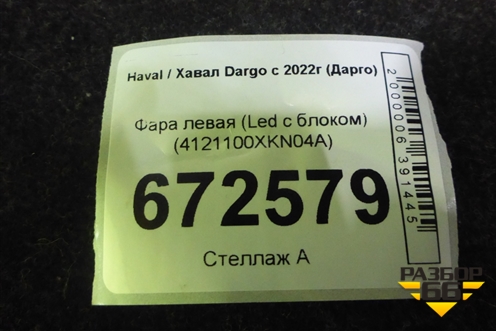 Haval / Хавал Dargo с 2022г (Дарго)
Фара левая (Led с блоком)
(4121100XKN04A)
672579
Стеллаж А
2000006391445
РАЗБОР
66